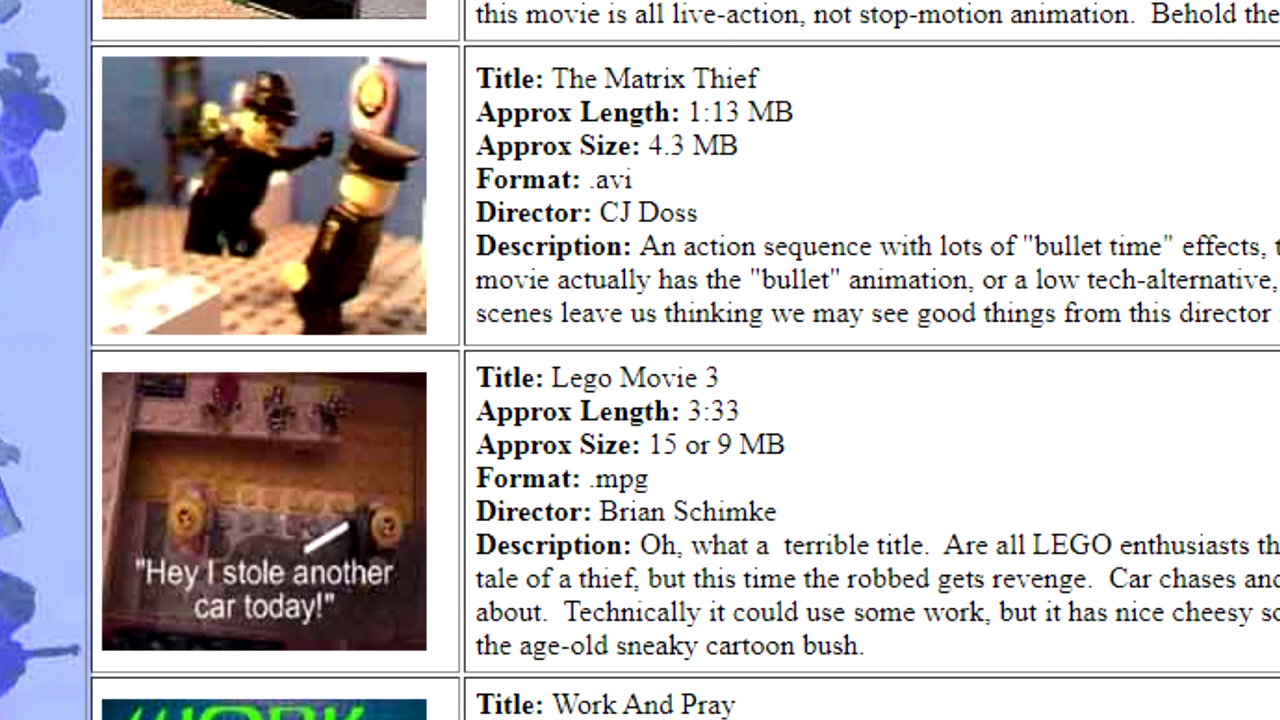 this movie is all live-action, not stop-motion animation.  Behold the
Title: The Matrix Thief
Approx Length: 1:13 MB
Approx Size: 4.3 MB
Format: .avi
Director: CJ Doss
Description: An action sequence with lots of "bullet time" effects,
movie actually has the "bullet" animation, or a low tech-alternative,
scenes leave us thinking we may see good things from this director
Title: Lego Movie 3
Approx Length: 3:33
Approx Size: 15 or 9 MB
Format: .mpg
Director: Brian Schimke
Description: Oh, what a  terrible title.  Are all LEGO enthusiasts th
tale of a thief, but this time the robbed gets revenge.  Car chases and
about.  Technically it could use some work, but it has nice cheesy so
the age-old sneaky cartoon bush.
"Hey I stole another
car today!"
Title: Work And Pray
WORK